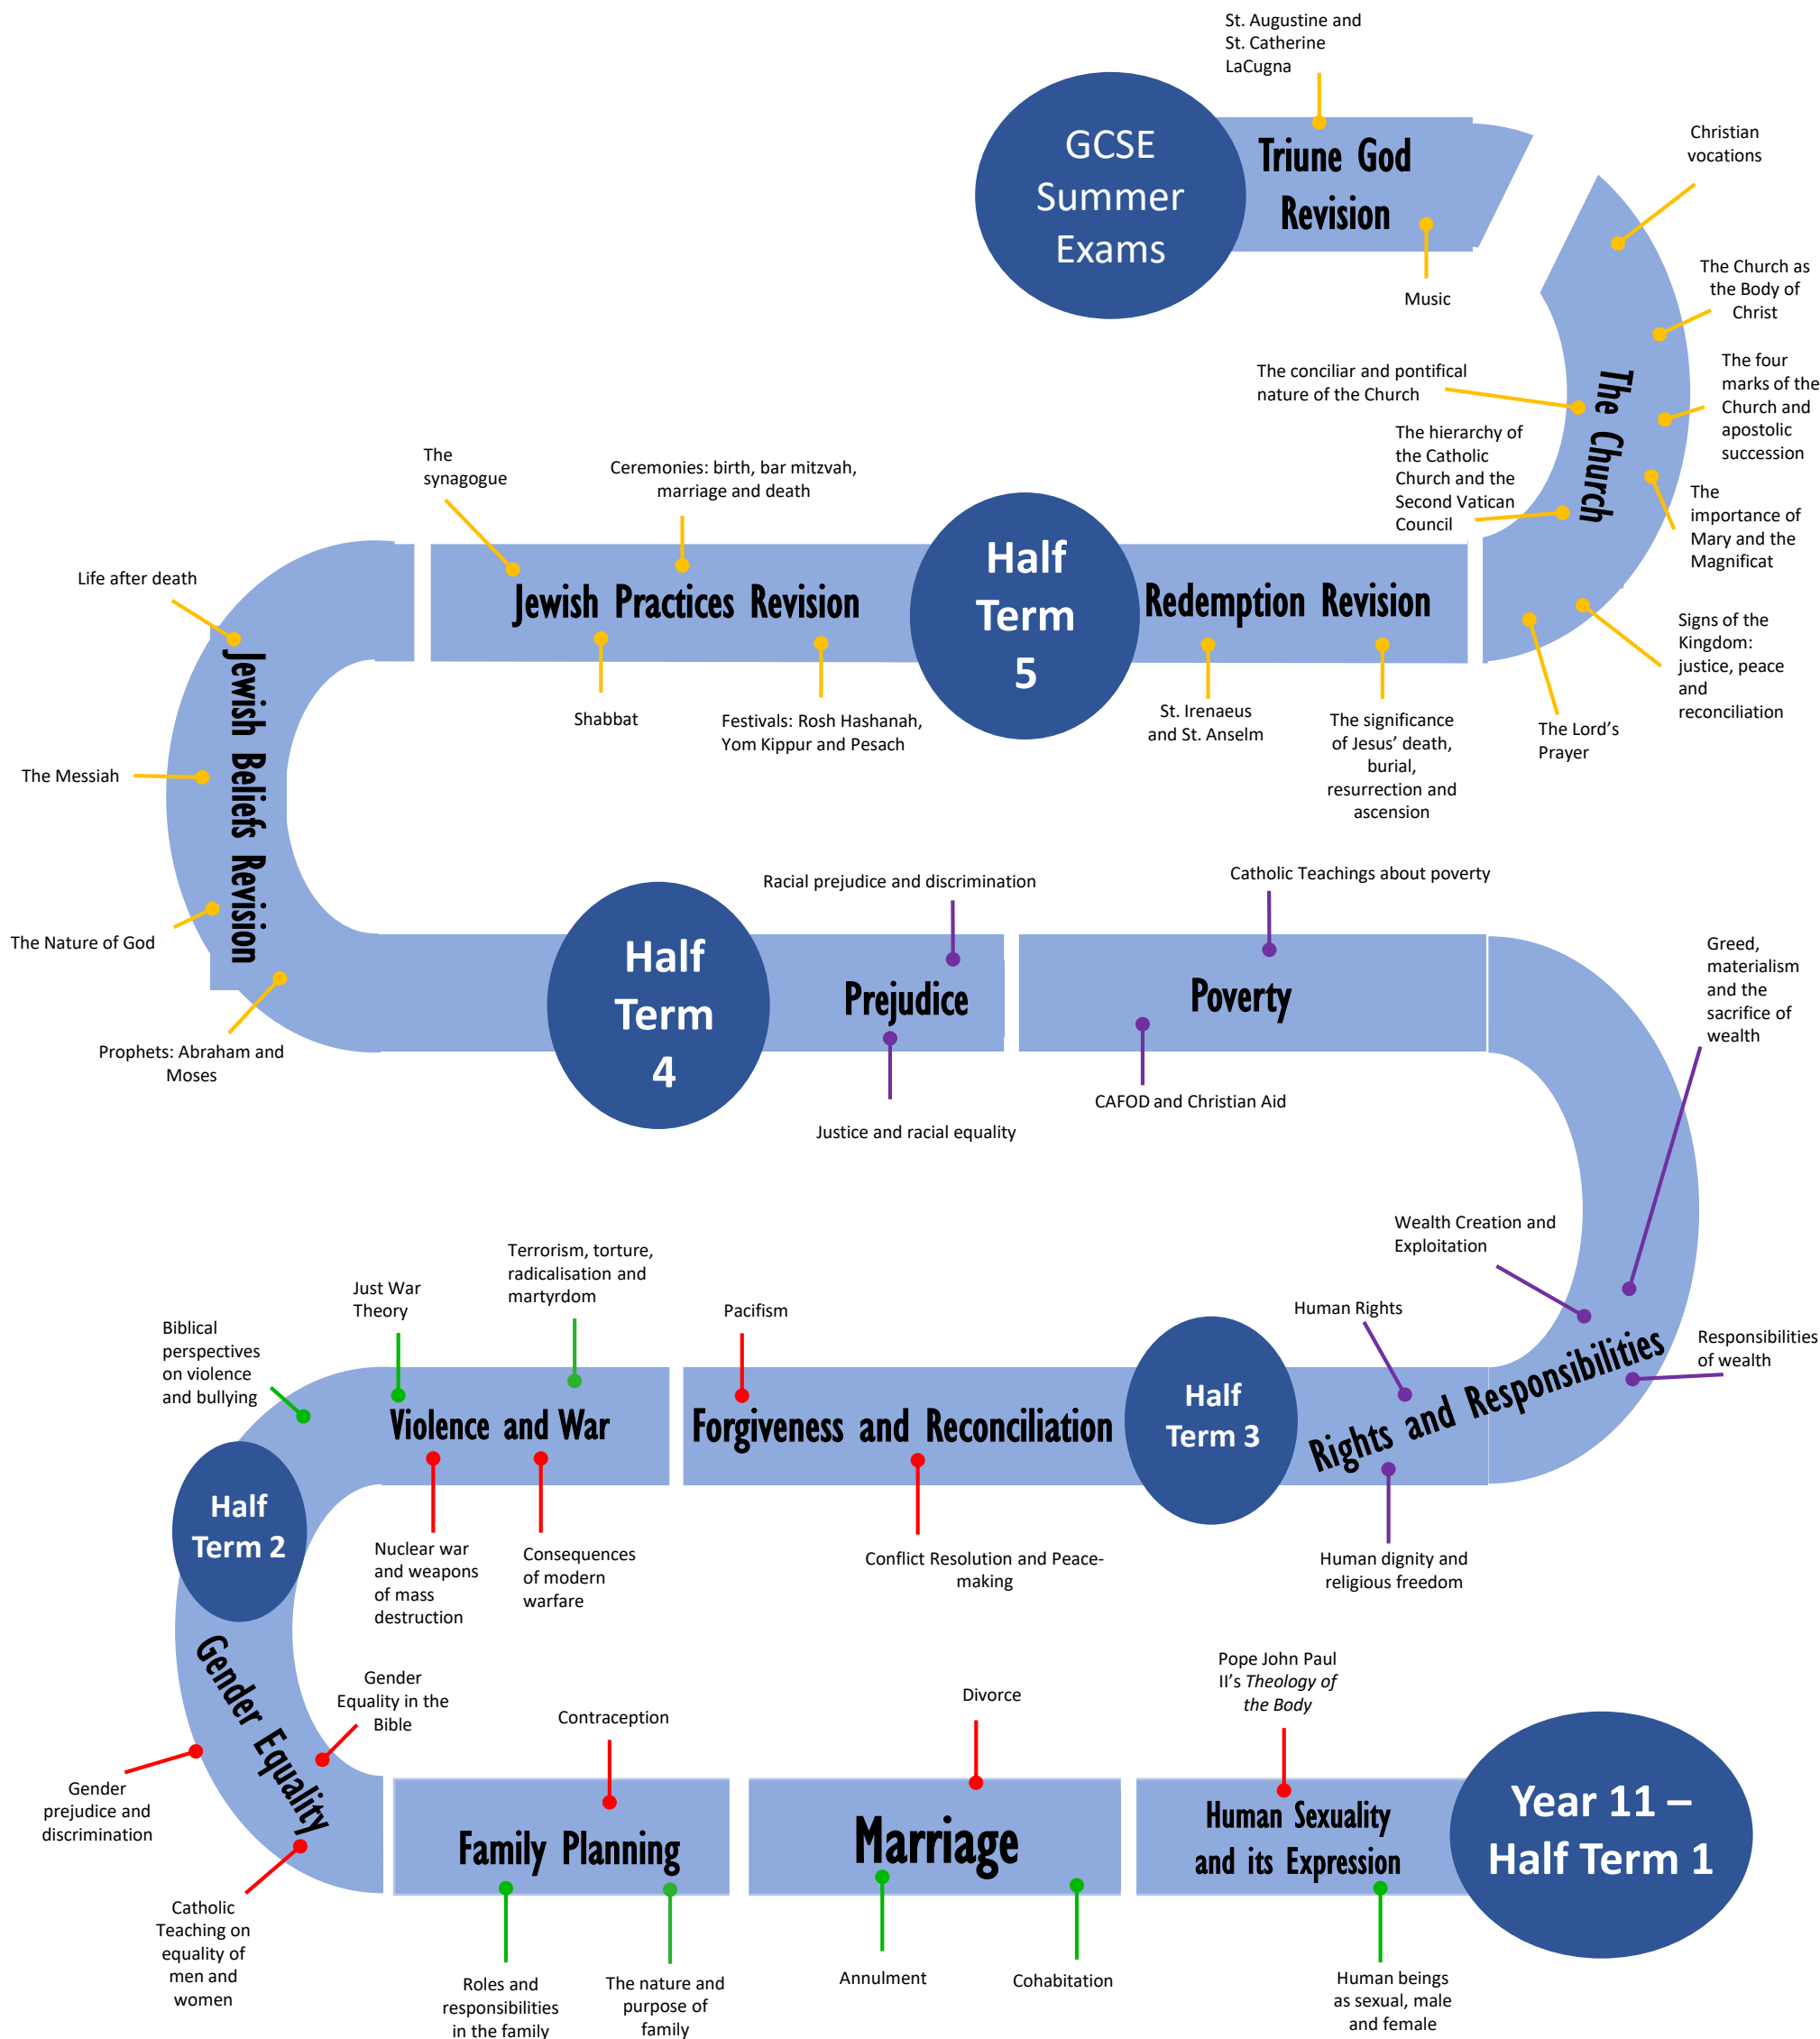 St. Augustine and
St. Catherine
LaCugna
GCSE
Summer
Exams
Triune God
Revision
Music
Christian
vocations
The Church as
the Body of
Christ
The conciliar and pontifical
nature of the Church
The four
marks of the
Church and
apostolic
succession
The Church
The hierarchy of
the Catholic
Church and the
Second Vatican
Council
The
importance of
Mary and the
Magnificat
Signs of the
Kingdom:
justice, peace
and
reconciliation
The Lord's
Prayer
The
synagogue
Ceremonies: birth, bar mitzvah,
marriage and death
Jewish Practices Revision
Half
Term
5
Redemption Revision
Shabbat
Festivals: Rosh Hashanah,
Yom Kippur and Pesach
St. Irenaeus
and St. Anselm
The significance
of Jesus' death,
burial,
resurrection and
ascension
Life after death
Jewish Beliefs Revision
The Messiah
The Nature of God
Prophets: Abraham and
Moses
Half
Term
4
Racial prejudice and discrimination
Prejudice
Justice and racial equality
Catholic Teachings about poverty
Poverty
CAFOD and Christian Aid
Greed,
materialism
and the
sacrifice of
wealth
Wealth Creation and
Exploitation
Human Rights
Rights and Responsibilities
Responsibilities
of wealth
Human dignity and
religious freedom
Biblical
perspectives
on violence
and bullying
Just War
Theory
Terrorism, torture,
radicalisation and
martyrdom
Pacifism
Violence and War
Forgiveness and Reconciliation
Half
Term 3
Half
Term 2
Nuclear war
and weapons
of mass
destruction
Consequences
of modern
warfare
Conflict Resolution and Peace-
making
Gender Equality
Gender
Equality in the
Bible
Gender
prejudice and
discrimination
Catholic
Teaching on
equality of
men and
women
Contraception
Family Planning
Roles and
responsibilities
in the family
The nature and
purpose of
family
Divorce
Marriage
Annulment
Cohabitation
Pope John Paul
II's Theology of
the Body
Human Sexuality
and its Expression
Human beings
as sexual, male
and female
Year 11 –
Half Term 1